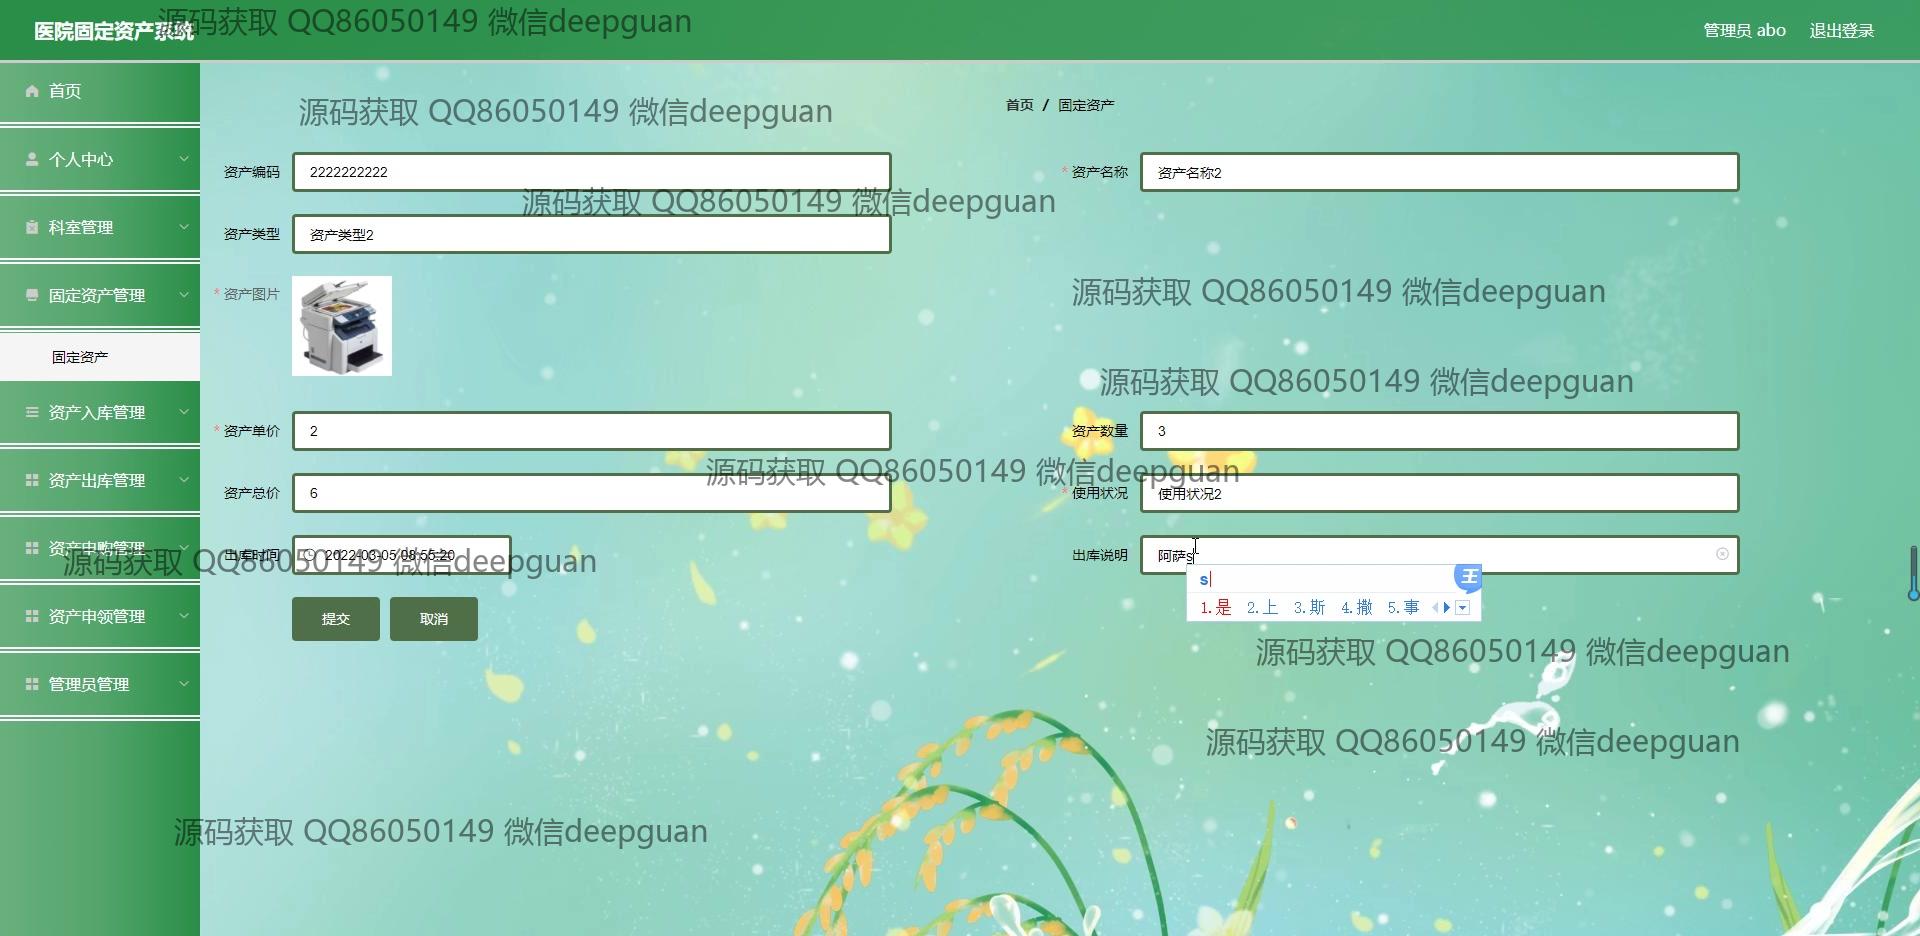 医院固定资产系统
源码获取 QQ86050149 微信deepguan
管理员 abo
退出登录
首页
个人中心
科室管理
固定资产管理
固定资产
资产入库管理
资产出库管理
资产申购管理
资产申领管理
管理员管理
源码获取 QQ86050149 微信deepguan
首页 / 固定资产
资产编码 2222222222
* 资产名称 资产名称2
源码获取 QQ86050149 微信deepguan
资产类型 资产类型2
* 资产图片
源码获取 QQ86050149 微信deepguan
源码获取 QQ86050149 微信deepguan
* 资产单价 2
资产数量 3
源码获取 QQ86050149 微信deepguan
资产总价 6
* 使用状况 使用状况2
出库时间 2022-03-05 08:55:20
出库说明 阿萨s
源码获取 QQ86050149 微信deepguan
s
王
1.是 2.上 3.斯 4.撒 5.事
提交 取消
源码获取 QQ86050149 微信deepguan
源码获取 QQ86050149 微信deepguan
源码获取 QQ86050149 微信deepguan